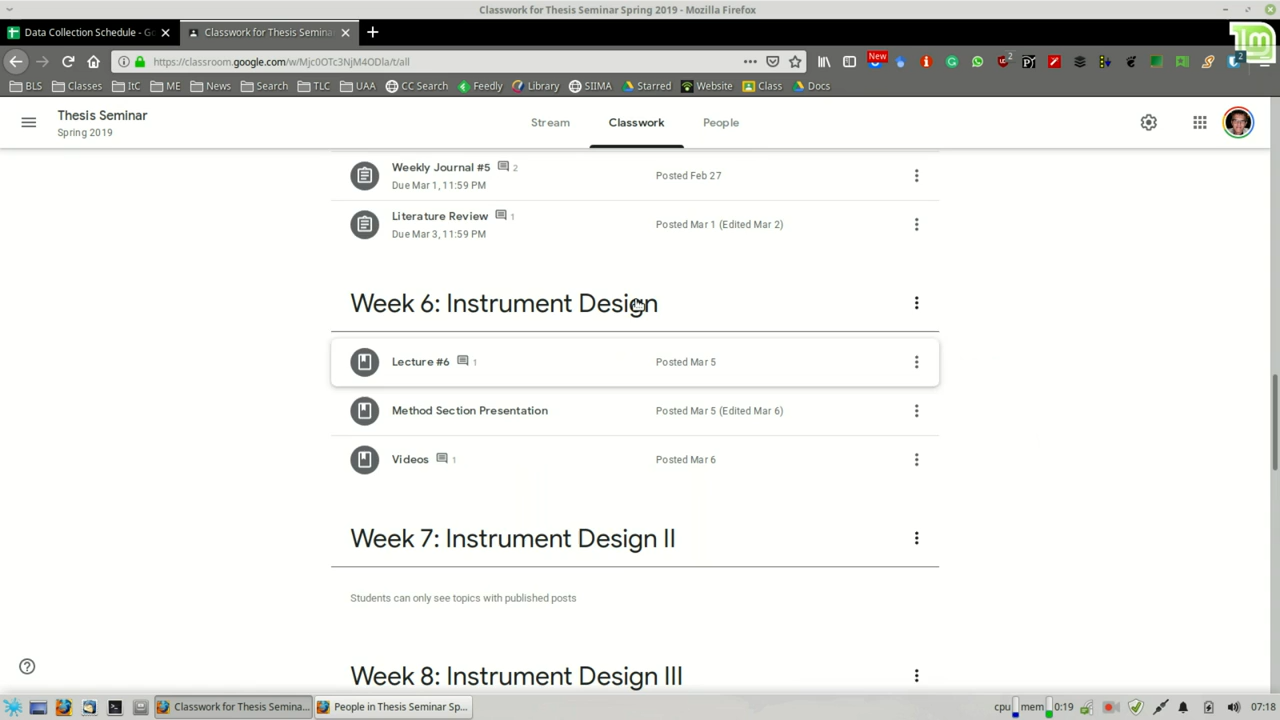 Classwork for Thesis Seminar Spring 2019 - Mozilla Firefox
Data Collection Schedule - Go
Classwork for Thesis Semina
https://classroom.google.com/w/Mjc0OTc3NjM4ODla/t/all
New
2
2
BLS Classes ItC ME News Search TLC UAA CC Search Feedly Library SIIMA Starred Website Class Docs
Thesis Seminar
Spring 2019
Stream Classwork People
Weekly Journal #5 2
Due Mar 1, 11:59 PM
Posted Feb 27
Literature Review 1
Due Mar 3, 11:59 PM
Posted Mar 1 (Edited Mar 2)
Week 6: Instrument Design
Lecture #6 1 Posted Mar 5
Method Section Presentation Posted Mar 5 (Edited Mar 6)
Videos 1 Posted Mar 6
Week 7: Instrument Design II
Students can only see topics with published posts
Week 8: Instrument Design III
Classwork for Thesis Semina...
People in Thesis Seminar Sp...
cpu mem 0:19 07:18